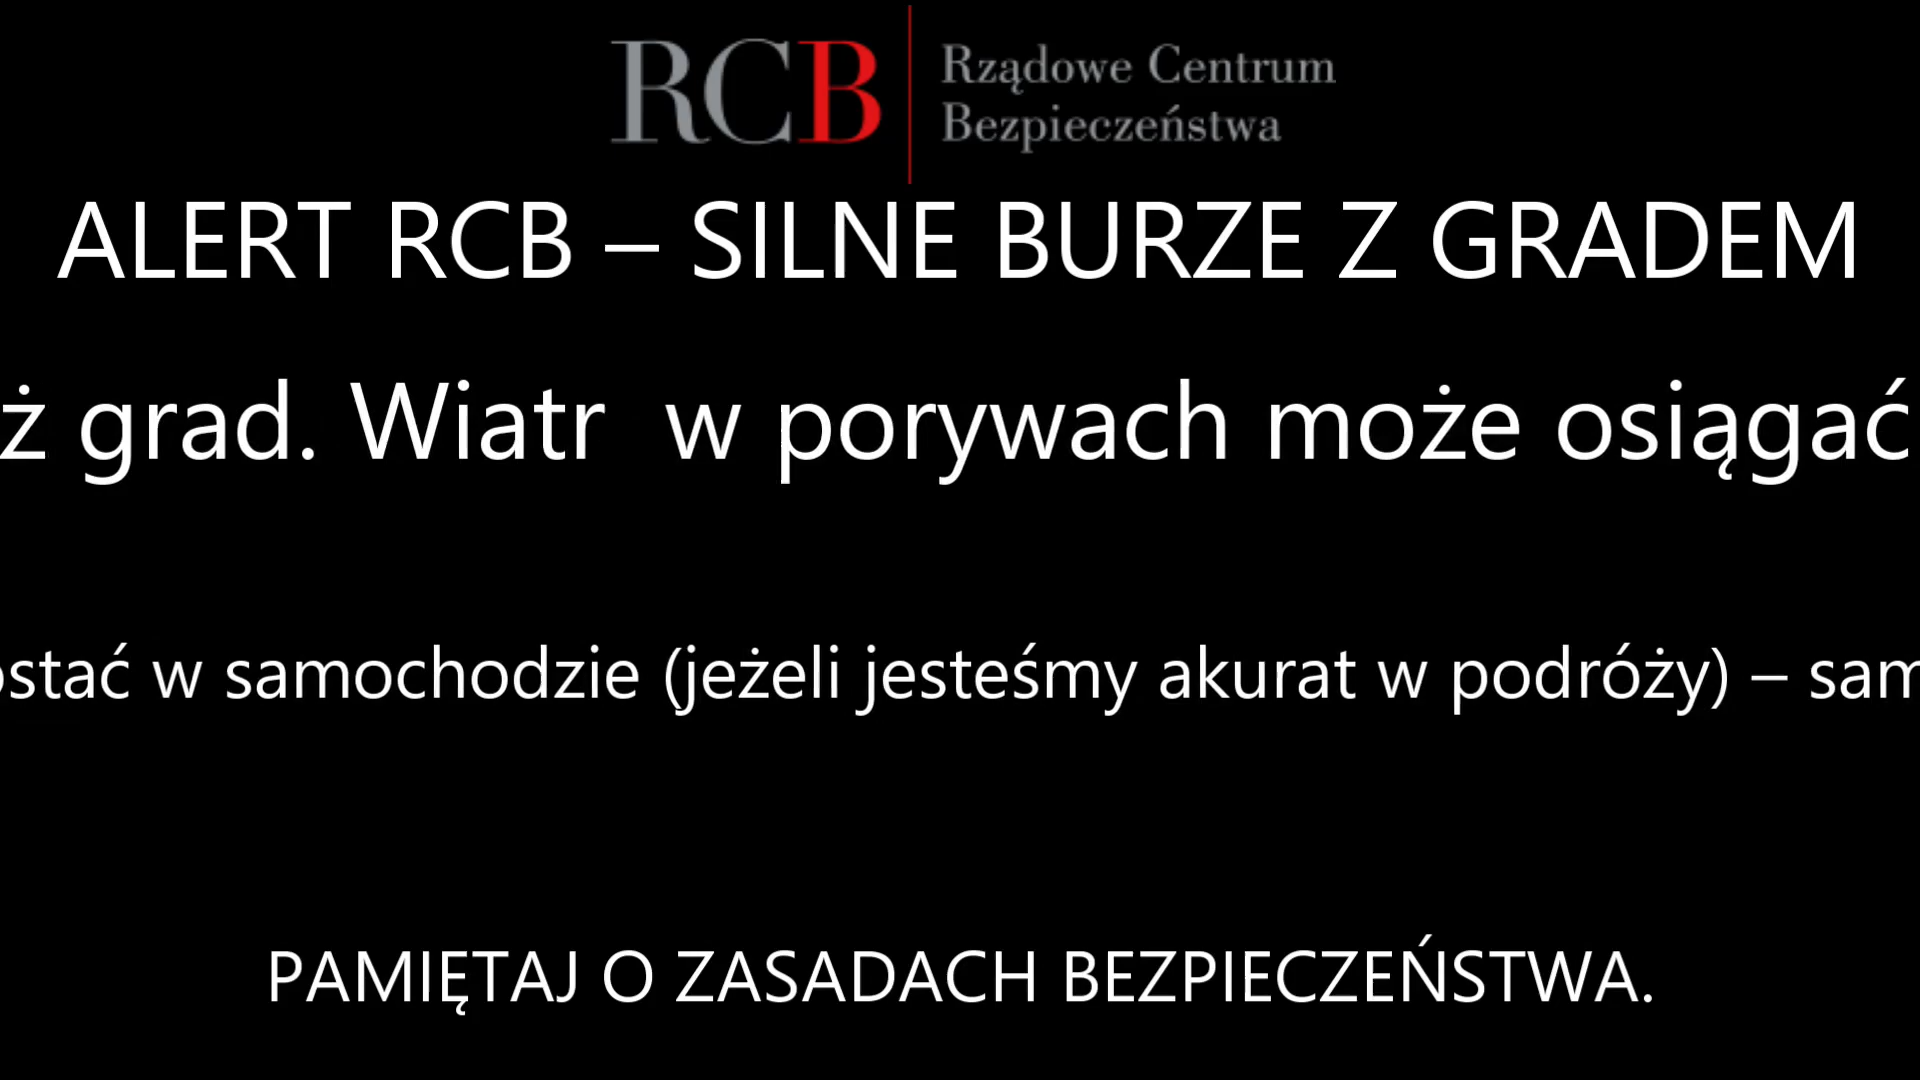 RCB
Rządowe Centrum
Bezpieczeństwa
ALERT RCB – SILNE BURZE Z GRADEM
ż grad. Wiatr  w porywach może osiągać
ostać w samochodzie (jeżeli jesteśmy akurat w podróży) – sam
PAMIĘTAJ O ZASADACH BEZPIECZEŃSTWA.